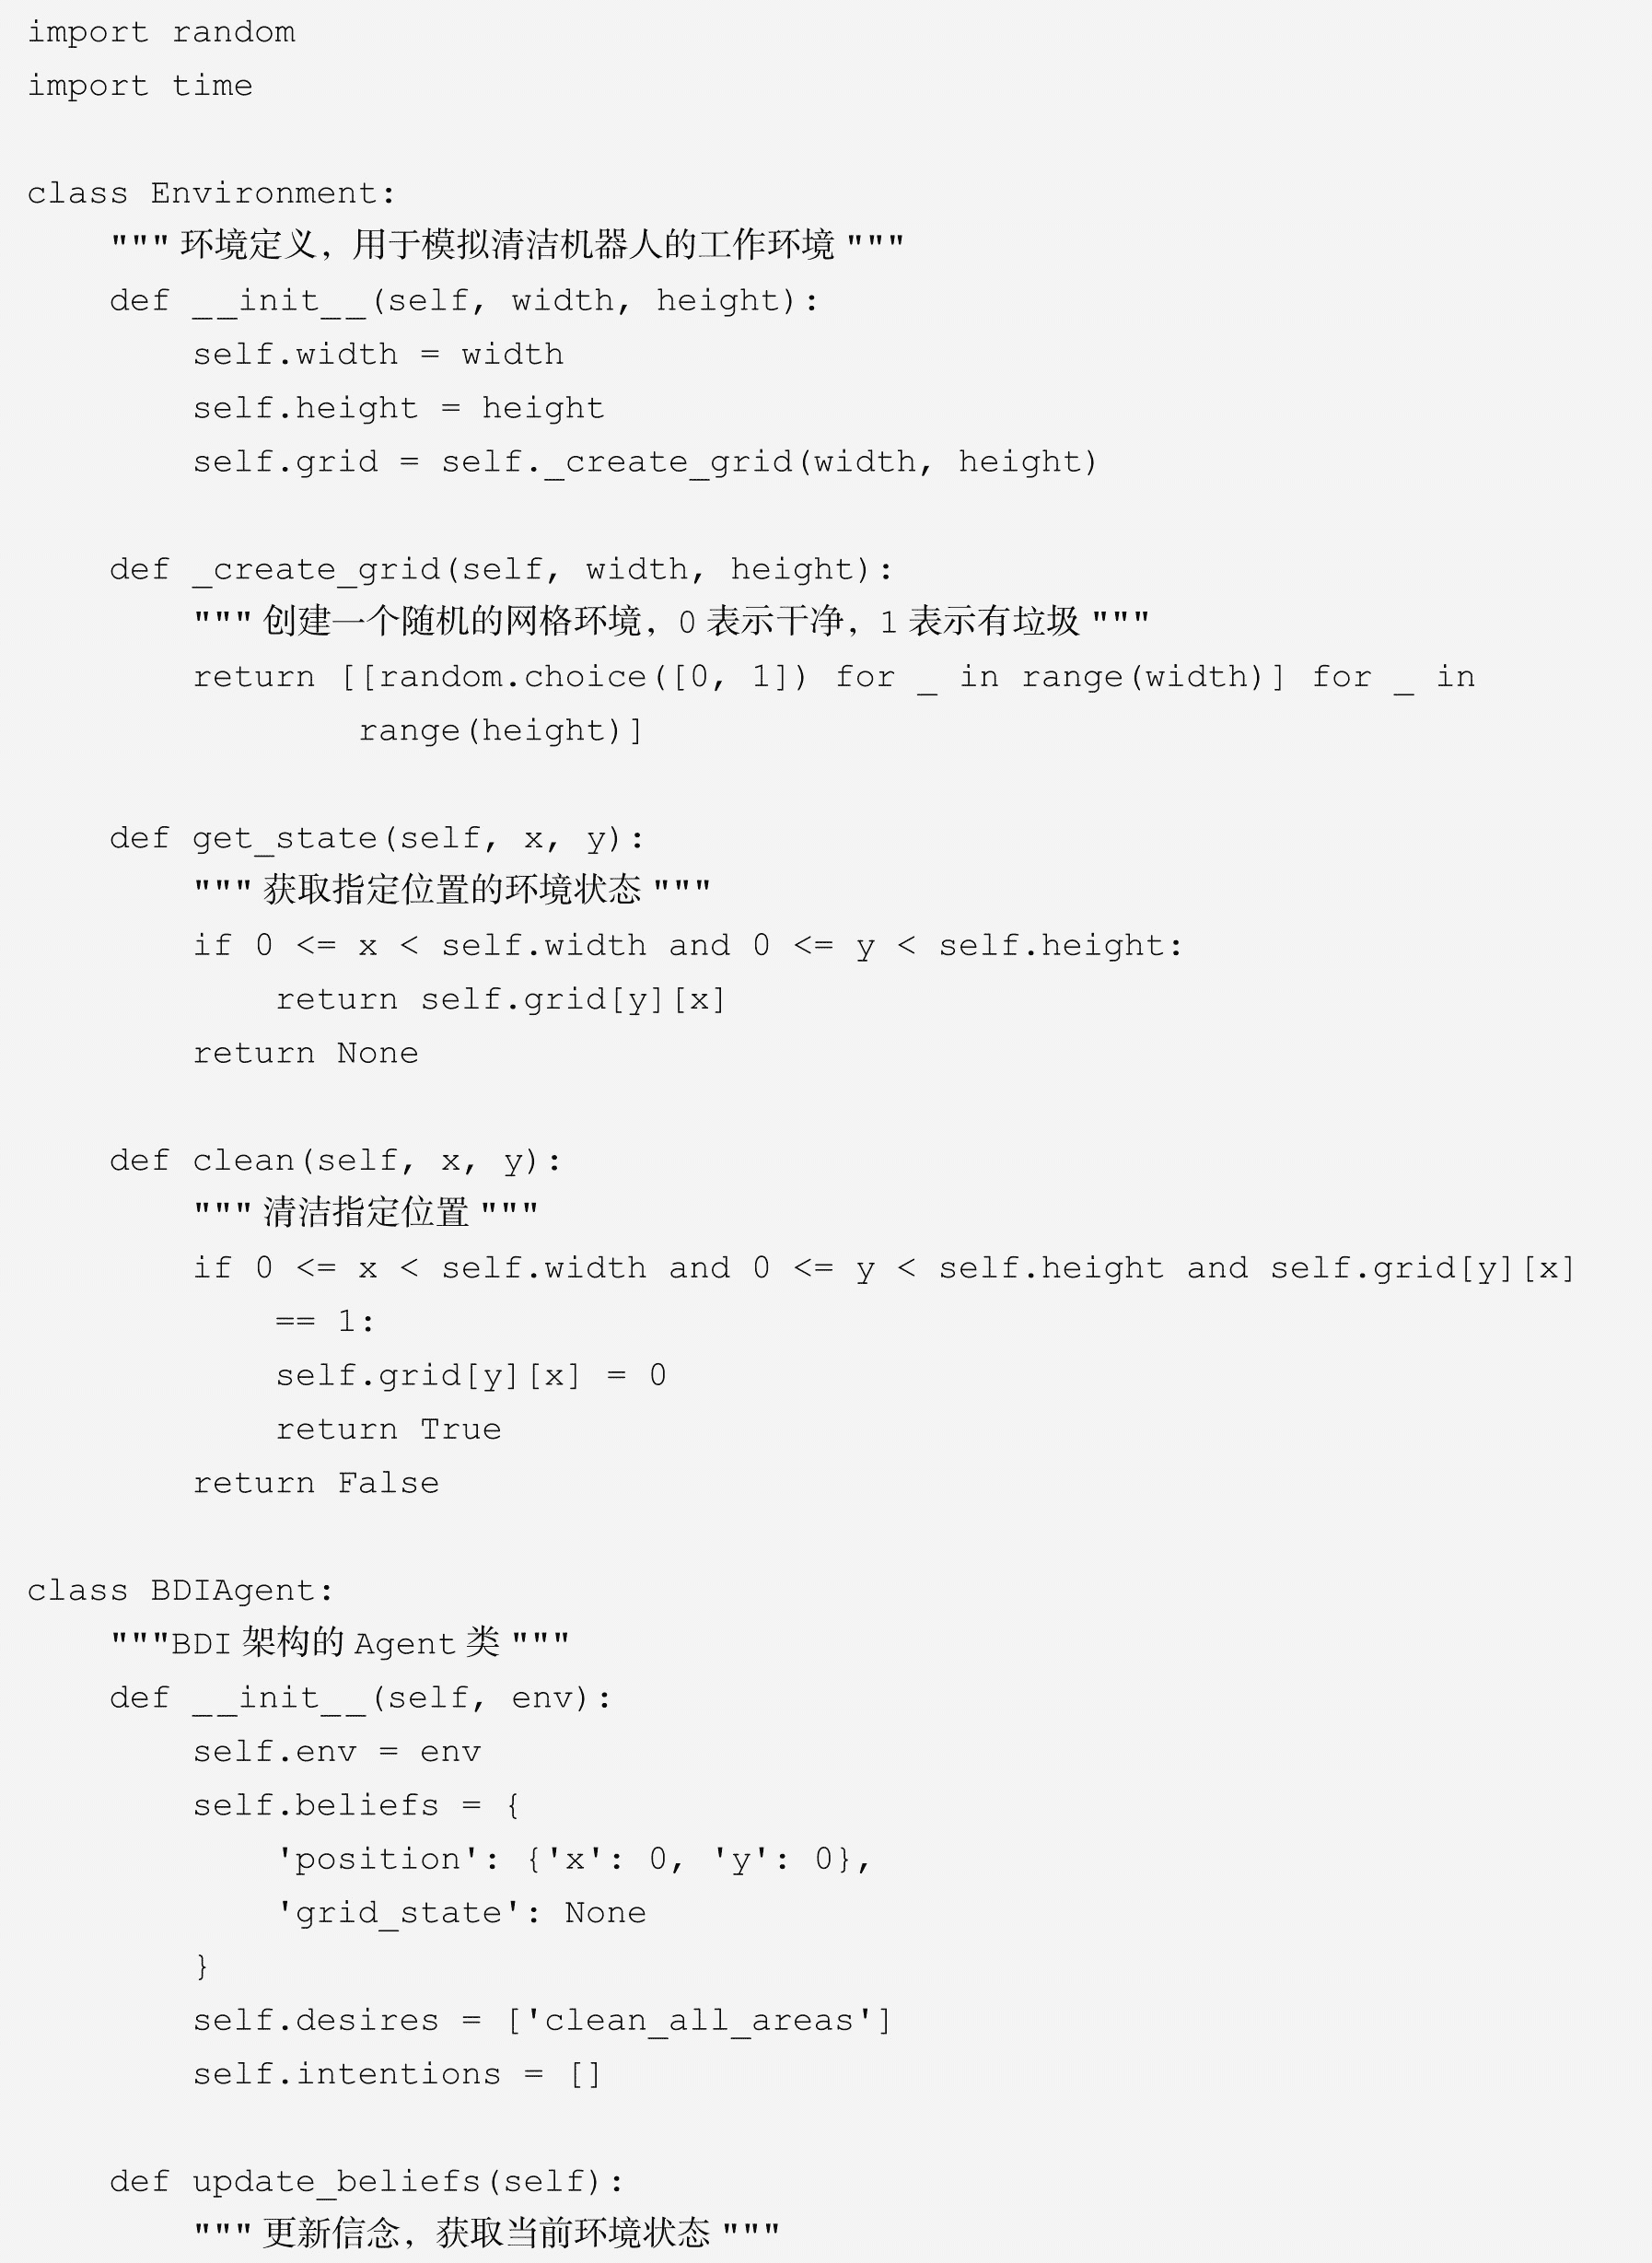 import random
import time
class Environment:
    """ 环境定义，用于模拟清洁机器人的工作环境 """
    def __init__(self, width, height):
        self.width = width
        self.height = height
        self.grid = self._create_grid(width, height)
    def _create_grid(self, width, height):
        """ 创建一个随机的网格环境，0 表示干净，1 表示有垃圾 """
        return [[random.choice([0, 1]) for _ in range(width)] for _ in
                range(height)]
    def get_state(self, x, y):
        """ 获取指定位置的环境状态 """
        if 0 <= x < self.width and 0 <= y < self.height:
            return self.grid[y][x]
        return None
    def clean(self, x, y):
        """ 清洁指定位置 """
        if 0 <= x < self.width and 0 <= y < self.height and self.grid[y][x]
            == 1:
            self.grid[y][x] = 0
            return True
        return False
class BDIAgent:
    """BDI 架构的 Agent 类 """
    def __init__(self, env):
        self.env = env
        self.beliefs = {
            'position': {'x': 0, 'y': 0},
            'grid_state': None
        }
        self.desires = ['clean_all_areas']
        self.intentions = []
    def update_beliefs(self):
        """ 更新信念，获取当前环境状态 """